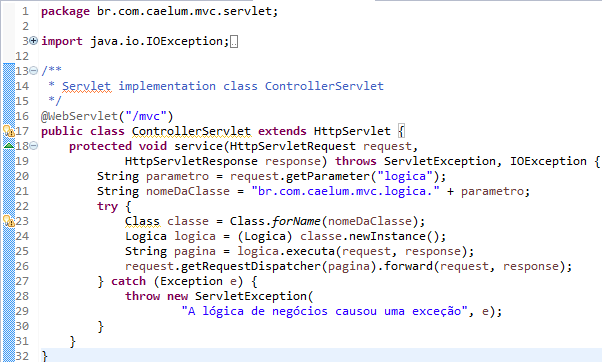 1 package br.com.caelum.mvc.servlet;
2
3 import java.io.IOException;
12
13 /**
14 * Servlet implementation class ControllerServlet
15 */
16 @WebServlet("/mvc")
17 public class ControllerServlet extends HttpServlet {
18 protected void service(HttpServletRequest request,
19 HttpServletResponse response) throws ServletException, IOException {
20 String parametro = request.getParameter("logica");
21 String nomeDaClasse = "br.com.caelum.mvc.logica." + parametro;
22 try {
23 Class classe = Class.forName(nomeDaClasse);
24 Logica logica = (Logica) classe.newInstance();
25 String pagina = logica.executa(request, response);
26 request.getRequestDispatcher(pagina).forward(request, response);
27 } catch (Exception e) {
28 throw new ServletException(
29 "A lógica de negócios causou uma exceção", e);
30 }
31 }
32 }